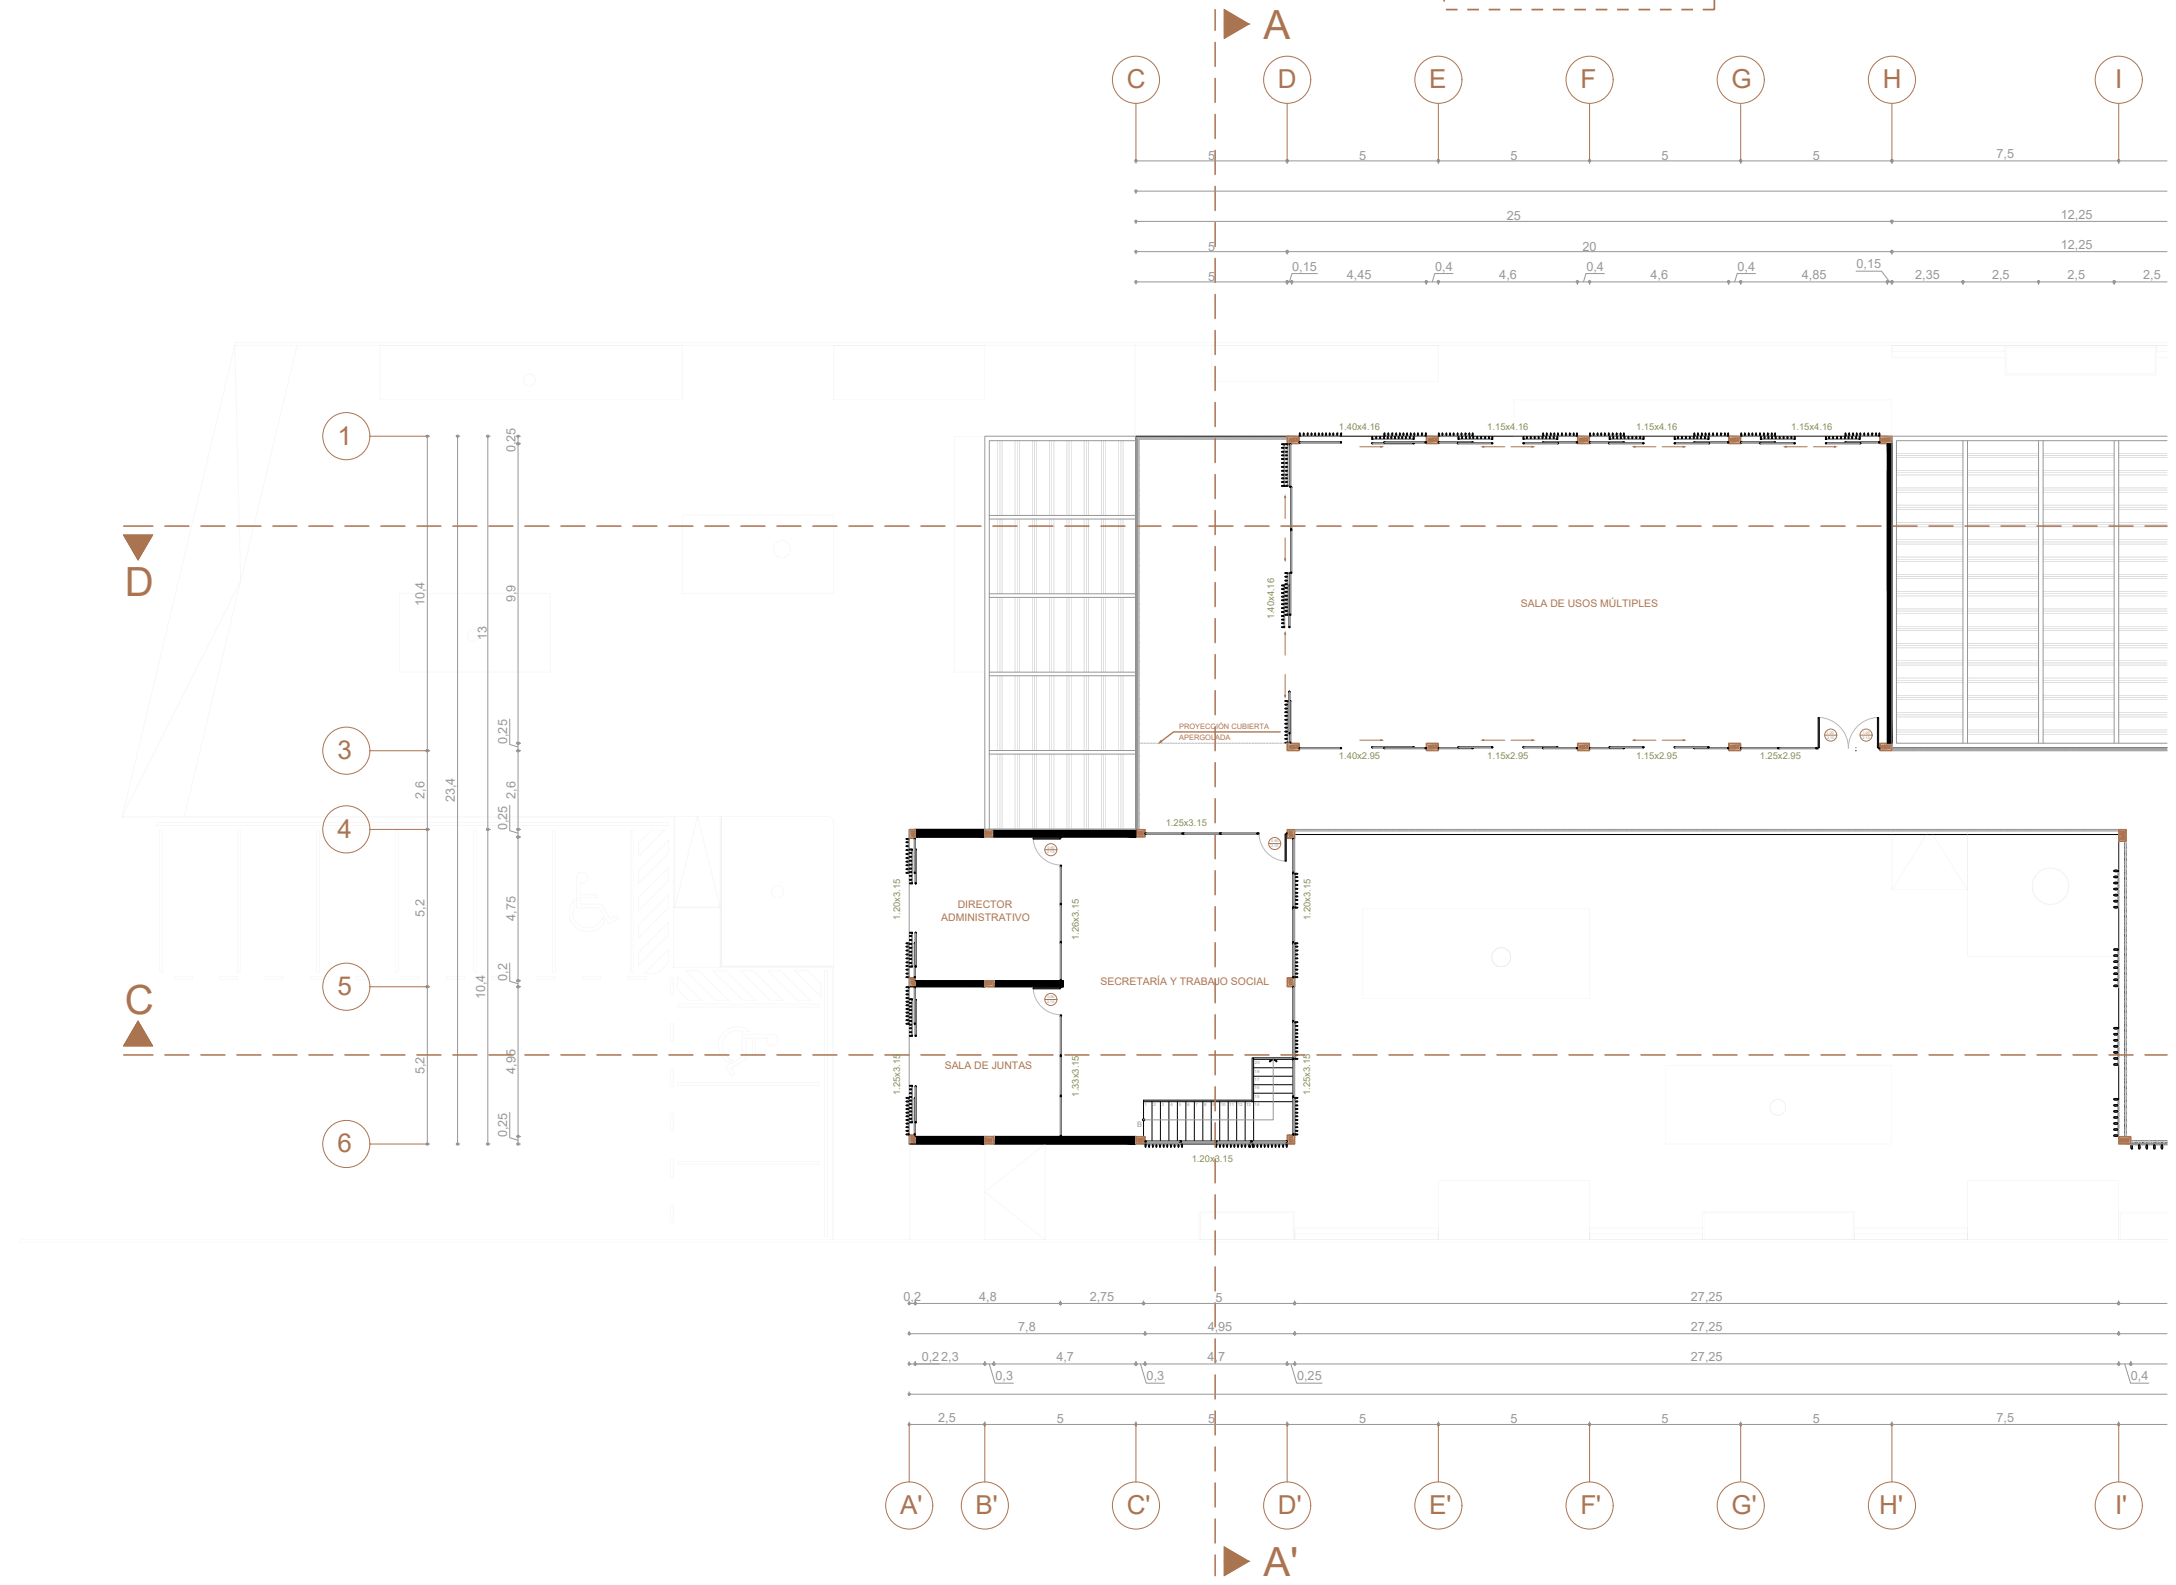 A
C D E F G H I
5 5 5 5 5 7,5
25 12,25
5 20 12,25
5 0,15 4,45 0,4 4,6 0,4 4,6 0,4 4,85 0,15 2,35 2,5 2,5 2,5
1.40x4.16 1.15x4.16 1.15x4.16 1.15x4.16
1
0,25
D
10,4
13
9,9
1.40x4.16
SALA DE USOS MÚLTIPLES
PROYECCIÓN CUBIERTA
APERGOLADA
0,25
3
1.40x2.95 1.15x2.95 1.15x2.95 1.25x2.95
2,6
23,4
2,6
0,25
4
1.25x3.15
5,2
4,75
1.20x3.15
DIRECTOR
ADMINISTRATIVO
1.26x3.15
1.20x3.15
0,2
5
10,4
SECRETARÍA Y TRABAJO SOCIAL
C
5,2
4,95
1.25x3.15
SALA DE JUNTAS
1.33x3.15
1.25x3.15
0,25
6
B
1.20x3.15
0,2 4,8 2,75 5 27,25
7,8 4,95 27,25
0,2 2,3 4,7 4,7 27,25
0,3 0,3 0,25 0,4
2,5 5 5 5 5 5 5 7,5
A' B' C' D' E' F' G' H' I'
A'